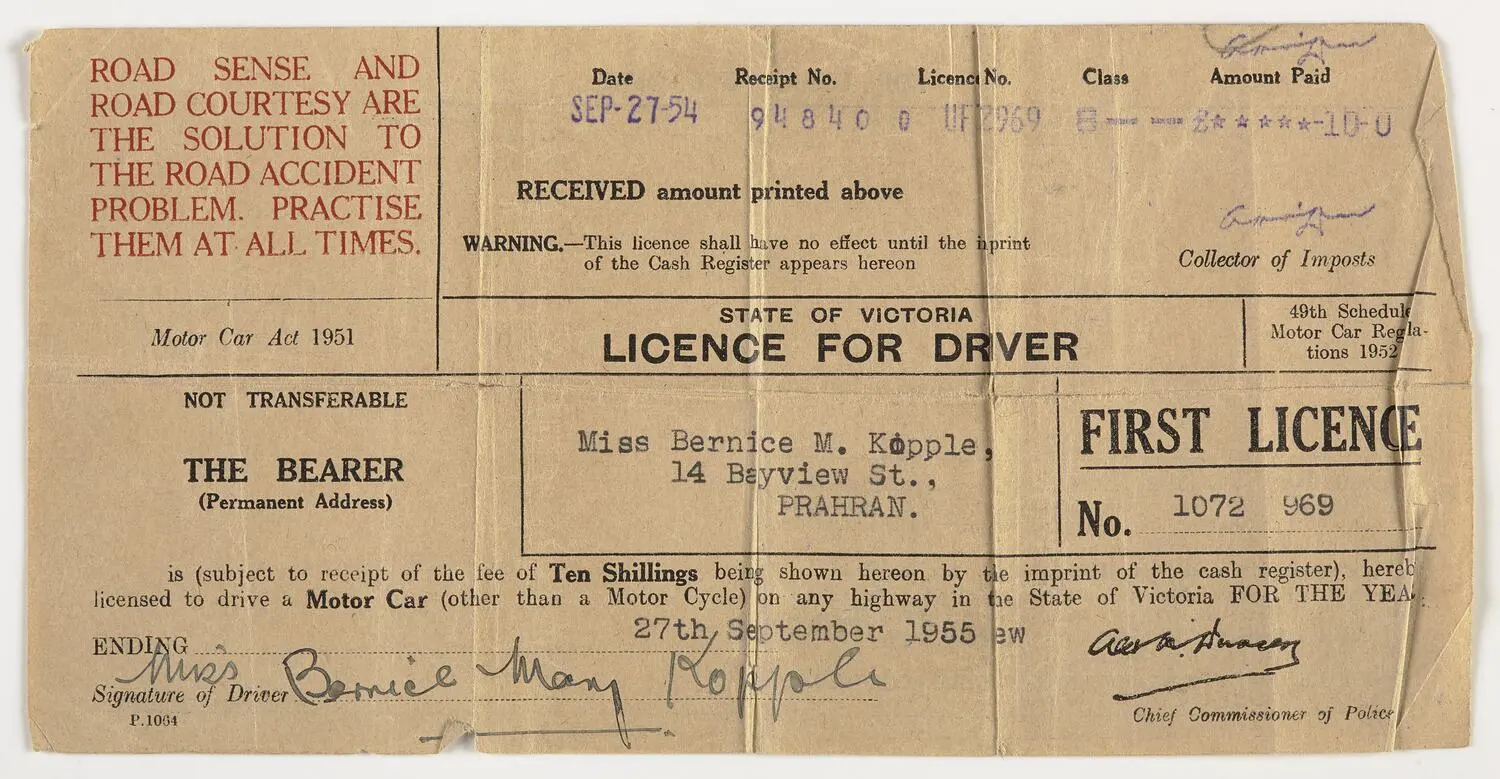 ROAD SENSE AND
ROAD COURTESY ARE
THE SOLUTION TO
THE ROAD ACCIDENT
PROBLEM. PRACTISE
THEM AT ALL TIMES.
Date Receipt No. Licence No. Class Amount Paid
SEP-27-54 94840 0 UF2969 £*****-10-0
RECEIVED amount printed above
WARNING.—This licence shall have no effect until the inprint
of the Cash Register appears hereon
Collector of Imposts
Motor Car Act 1951
STATE OF VICTORIA
LICENCE FOR DRIVER
49th Schedule
Motor Car Regla-
tions 1952
NOT TRANSFERABLE
THE BEARER
(Permanent Address)
Miss Bernice M. Kopple,
14 Bayview St.,
PRAHRAN.
FIRST LICENCE
No. 1072 969
is (subject to receipt of the fee of Ten Shillings being shown hereon by the imprint of the cash register), hereb
licensed to drive a Motor Car (other than a Motor Cycle) on any highway in the State of Victoria FOR THE YEA
ENDING 27th September 1955 ew
Signature of Driver Miss Bernice Mary Kopple
P.1064
Chief Commissioner of Police